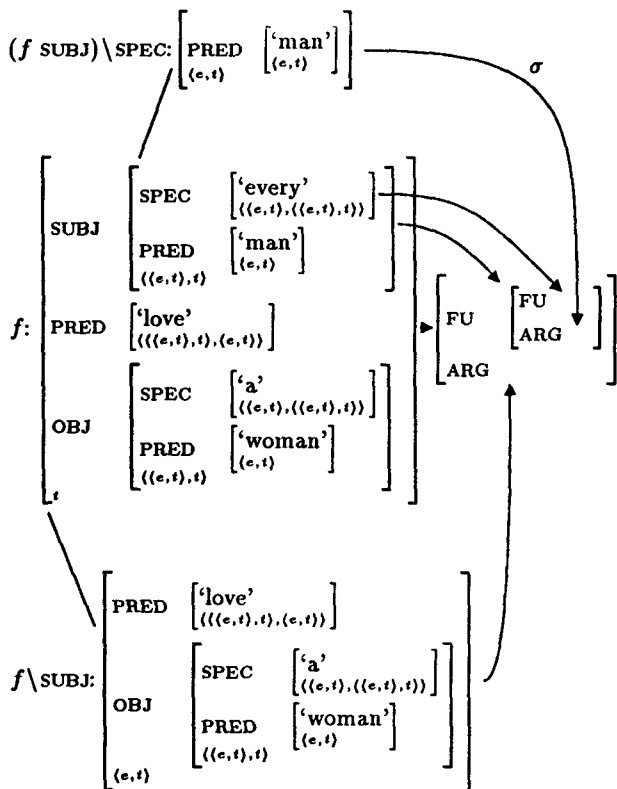 (f SUBJ)\SPEC: PRED ‘man’
⟨e,t⟩ ⟨e,t⟩
σ
SPEC ‘every’
⟨⟨e,t⟩,⟨⟨e,t⟩,t⟩⟩
SUBJ
PRED ‘man’
⟨⟨e,t⟩,t⟩ ⟨e,t⟩
FU FU
ARG
ARG
f: PRED ‘love’
⟨⟨⟨e,t⟩,t⟩,⟨e,t⟩⟩
SPEC ‘a’
⟨⟨e,t⟩,⟨⟨e,t⟩,t⟩⟩
OBJ
PRED ‘woman’
⟨⟨e,t⟩,t⟩ ⟨e,t⟩
t
PRED ‘love’
⟨⟨⟨e,t⟩,t⟩,⟨e,t⟩⟩
f\SUBJ: SPEC ‘a’
⟨⟨e,t⟩,⟨⟨e,t⟩,t⟩⟩
OBJ
PRED ‘woman’
⟨⟨e,t⟩,t⟩ ⟨e,t⟩
⟨e,t⟩